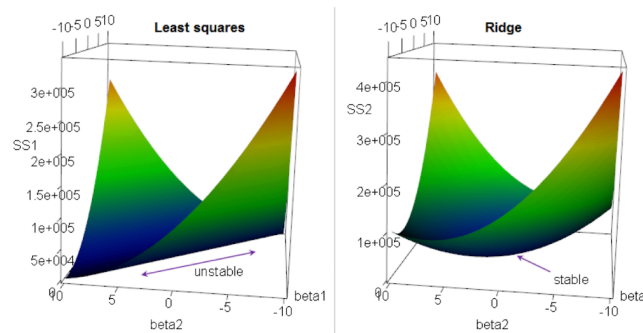 Least squares
-10-5 0 510
3e+005
2.5e+005
SS1
2e+005
1.5e+005
1e+005
5e+004
unstable
10
5
0
-5
-10
beta1
beta2
Ridge
-10-5 0 510
4e+005
SS2
3e+005
2e+005
1e+005
stable
10
5
0
-5
-10
beta1
beta2